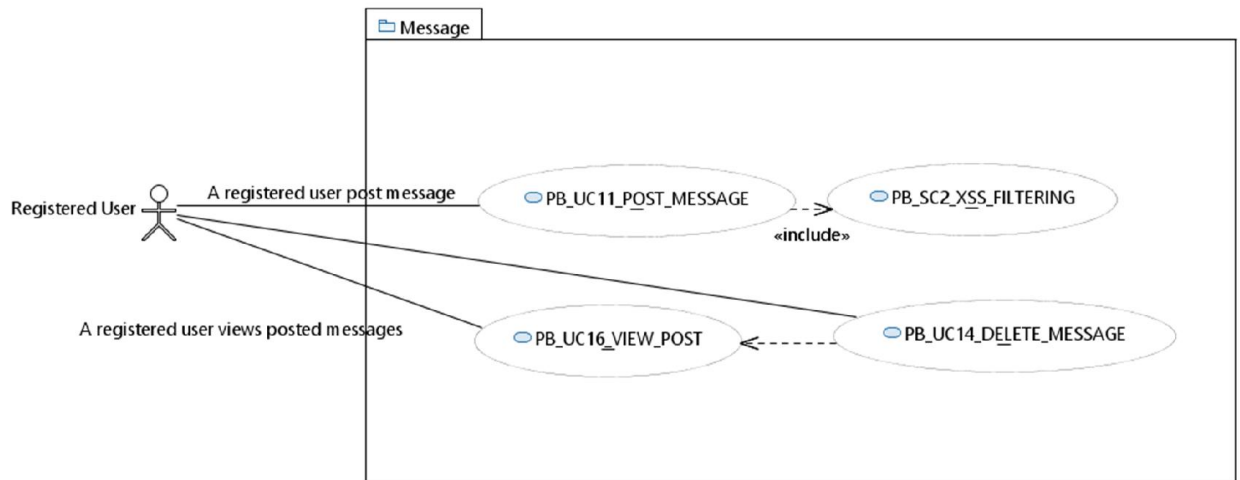 Message
A registered user post message
Registered User
PB_UC11_POST_MESSAGE
PB_SC2_XSS_FILTERING
«include»
A registered user views posted messages
PB_UC16_VIEW_POST
PB_UC14_DELETE_MESSAGE